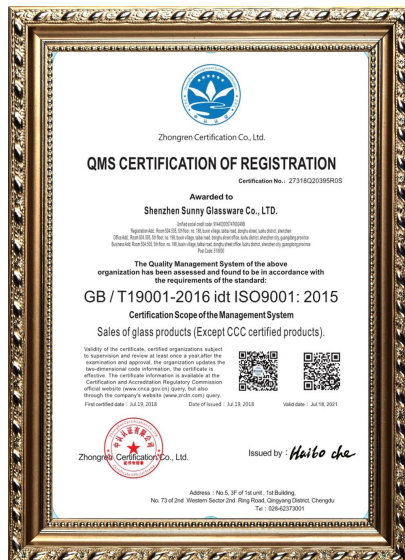 Zhongren Certification Co., Ltd.
QMS CERTIFICATION OF REGISTRATION
Certification No.: 27318Q20395R0S
Awarded to
Shenzhen Sunny Glassware Co., LTD.
The Quality Management System of the above
organization has been assessed and found to be in accordance with
the requirements of the standard:
GB / T19001-2016 idt ISO9001: 2015
Certification Scope of the Management System
Sales of glass products (Except CCC certified products).
Validity of the certificate, certified organizations subject
to supervision and review at least once a year,after the
examination and approval, the organization updates the
two-dimensional code information, the certificate is
effective. The certificate information is available at the
Certification and Accreditation Regulatory Commission
official website (www.cnca.gov.cn) query, but also
through the company's website (www.zrcln.com) query.
First certified date : Jul.19, 2018 Date of Issued : Jul.19, 2018 Valid date : Jul.19, 2021
Zhongren Certification Co., Ltd.
Issued by : Haibo che
Address : No.5, 3F of 1st unit, 1st Building,
No. 73 of 2nd Western Sector 2nd Ring Road, Qingyang District, Chengdu
Tel : 028-62373001